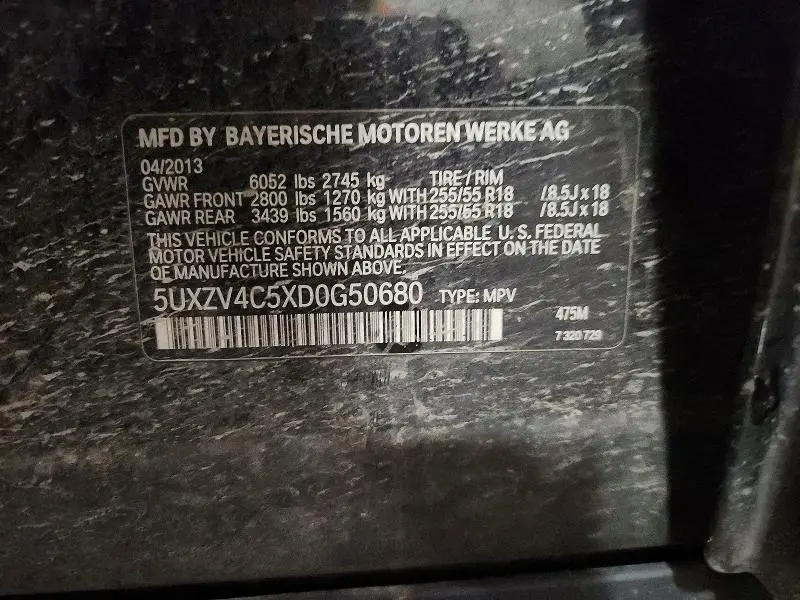 MFD BY BAYERISCHE MOTOREN WERKE AG
04/2013
GVWR 6052 lbs 2745 kg TIRE / RIM
GAWR FRONT 2800 lbs 1270 kg WITH 255/55 R18 /8.5J x 18
GAWR REAR 3439 lbs 1560 kg WITH 255/55 R18 /8.5J x 18
THIS VEHICLE CONFORMS TO ALL APPLICABLE U.S. FEDERAL
MOTOR VEHICLE SAFETY STANDARDS IN EFFECT ON THE DATE
OF MANUFACTURE SHOWN ABOVE.
5UXZV4C5XD0G50680 TYPE: MPV
475M
7 320 729